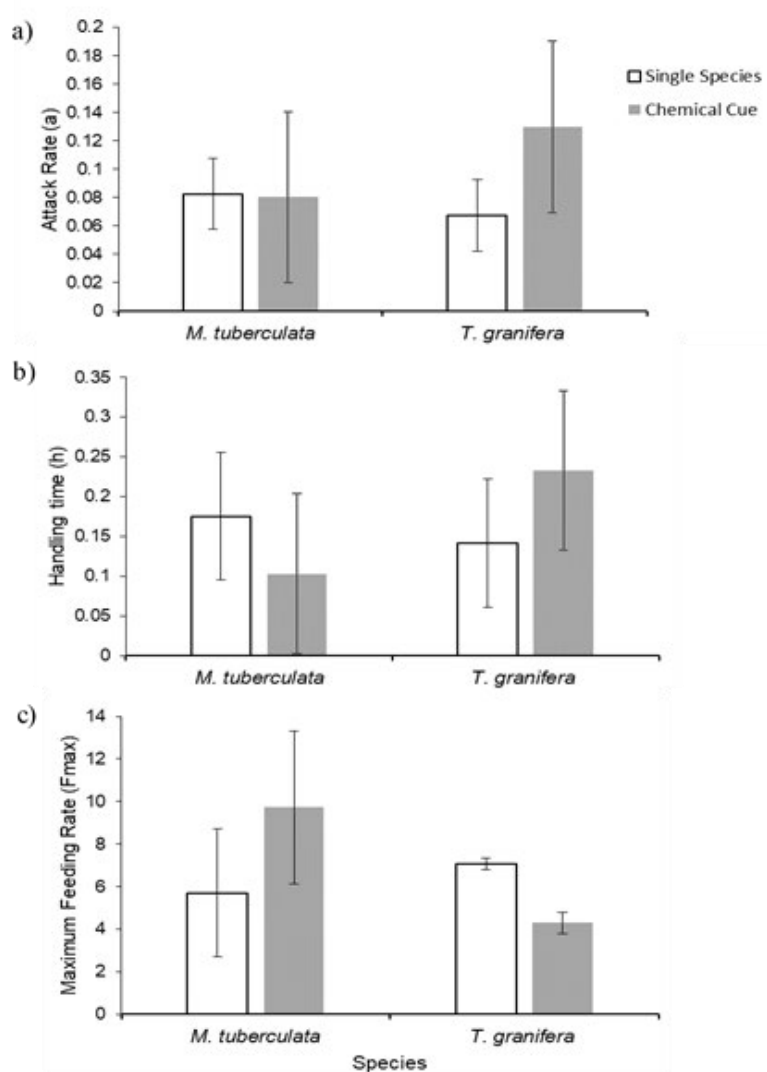 a)
Attack Rate (a)
0.2
0.18
0.16
0.14
0.12
0.1
0.08
0.06
0.04
0.02
0
M. tuberculata T. granifera
Single Species
Chemical Cue
b)
Handling time (h)
0.35
0.3
0.25
0.2
0.15
0.1
0.05
0
M. tuberculata T. granifera
c)
Maximum Feeding Rate (Fmax)
14
12
10
8
6
4
2
0
M. tuberculata T. granifera
Species